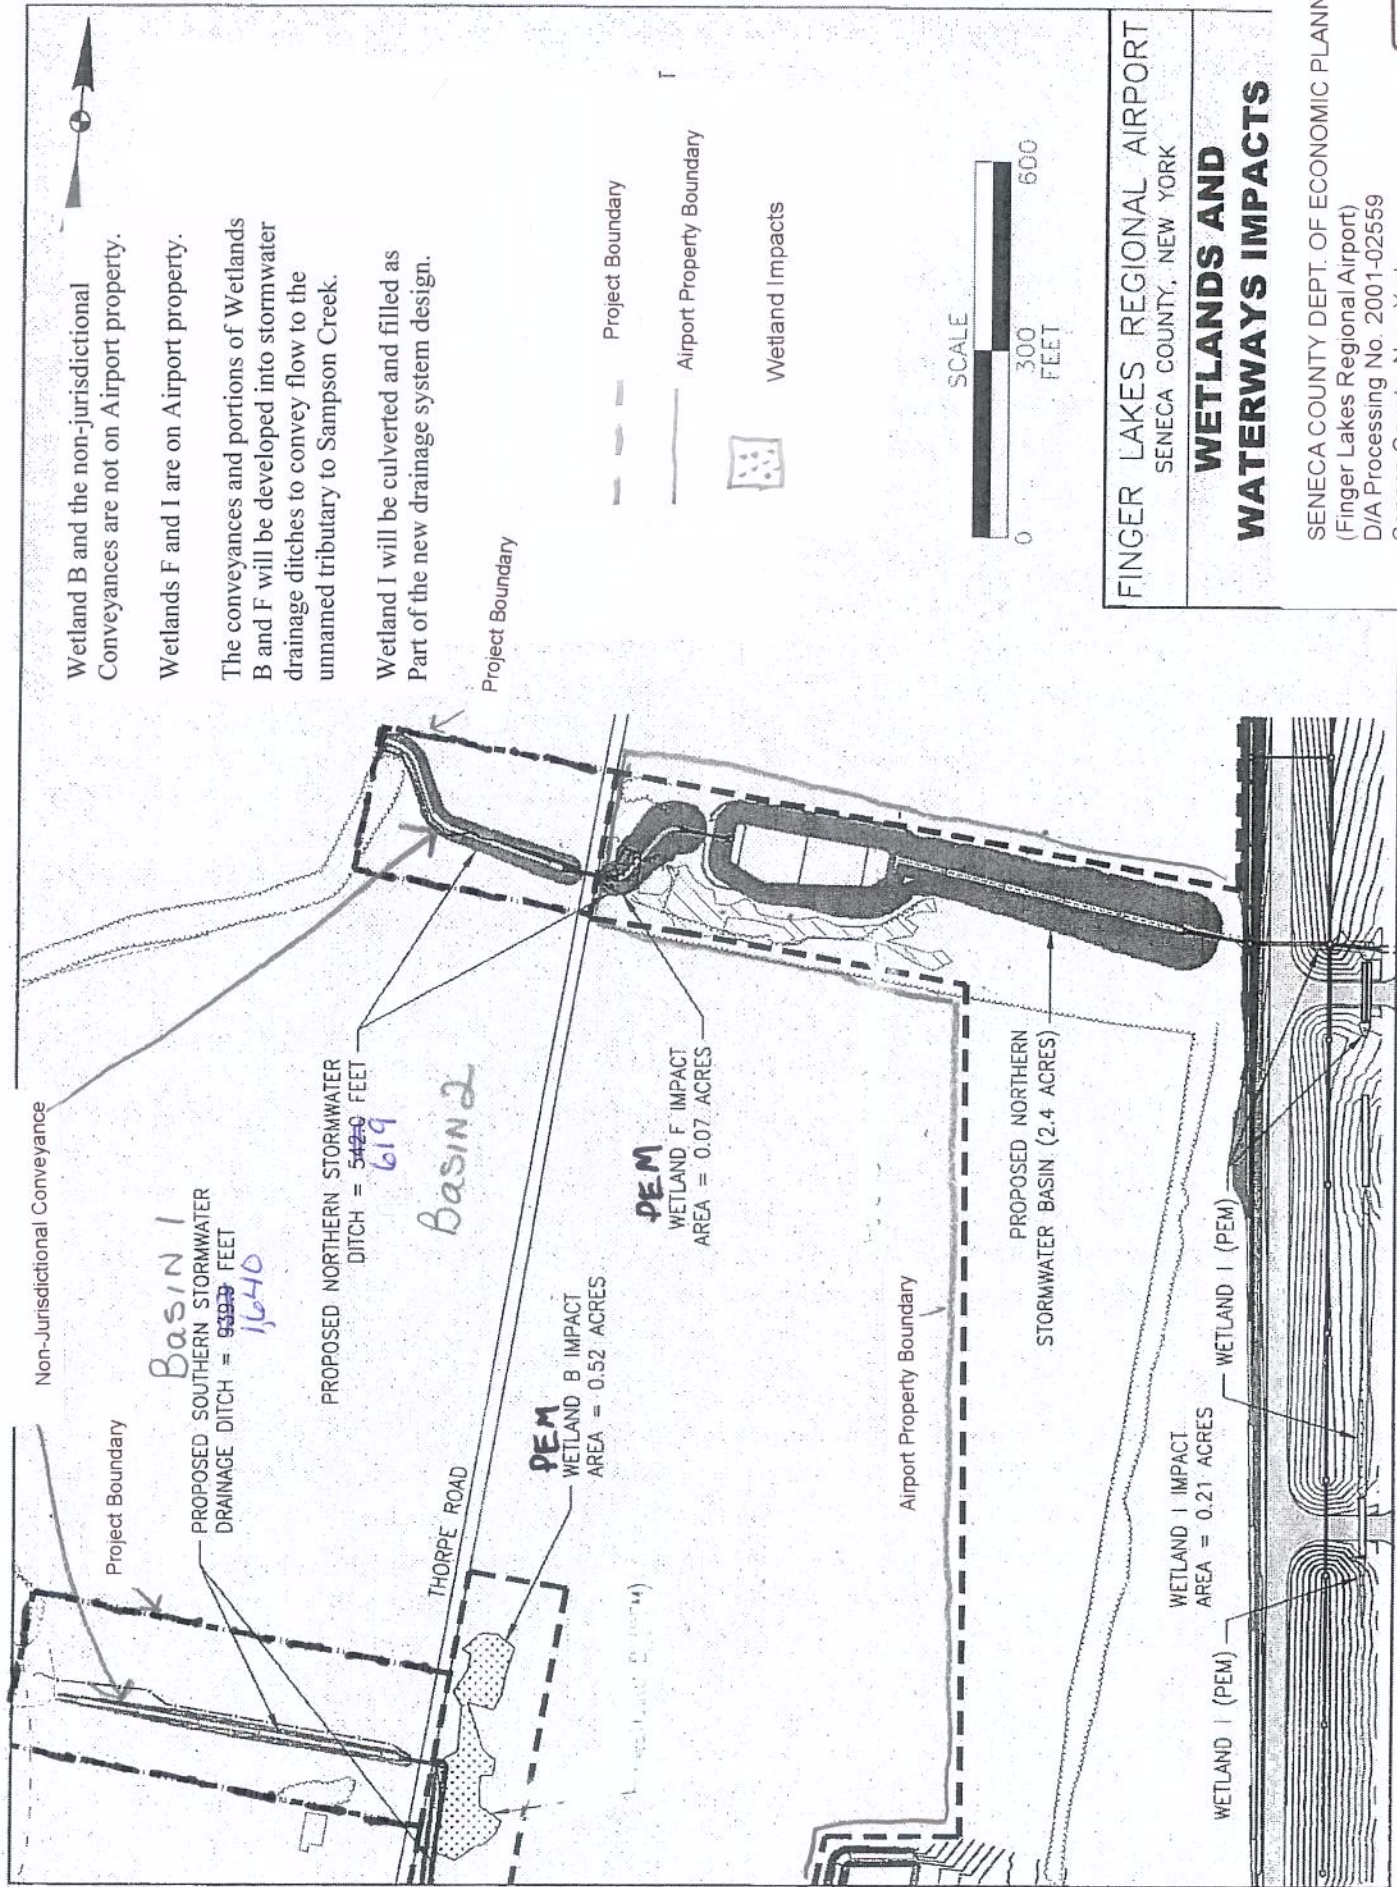 Wetland B and the non-jurisdictional
Conveyances are not on Airport property.
Wetlands F and I are on Airport property.
The conveyances and portions of Wetlands
B and F will be developed into stormwater
drainage ditches to convey flow to the
unnamed tributary to Sampson Creek.
Wetland I will be culverted and filled as
Part of the new drainage system design.
Project Boundary
Airport Property Boundary
Wetland Impacts
T
SCALE
0 300 600
FEET
FINGER LAKES REGIONAL AIRPORT
SENECA COUNTY, NEW YORK
WETLANDS AND
WATERWAYS IMPACTS
SENECA COUNTY DEPT. OF ECONOMIC PLANN
(Finger Lakes Regional Airport)
D/A Processing No. 2001-02559
Non-Jurisdictional Conveyance
Project Boundary
Project Boundary
Basin 1
PROPOSED SOUTHERN STORMWATER
DRAINAGE DITCH = 939.9 FEET
1,640
PROPOSED NORTHERN STORMWATER
DITCH = 542.0 FEET
619
Basin 2
THORPE ROAD
PEM
WETLAND B IMPACT
AREA = 0.52 ACRES
PEM
WETLAND F IMPACT
AREA = 0.07 ACRES
Airport Property Boundary
PROPOSED NORTHERN
STORMWATER BASIN (2.4 ACRES)
WETLAND I IMPACT
AREA = 0.21 ACRES
WETLAND I (PEM)
WETLAND I (PEM)